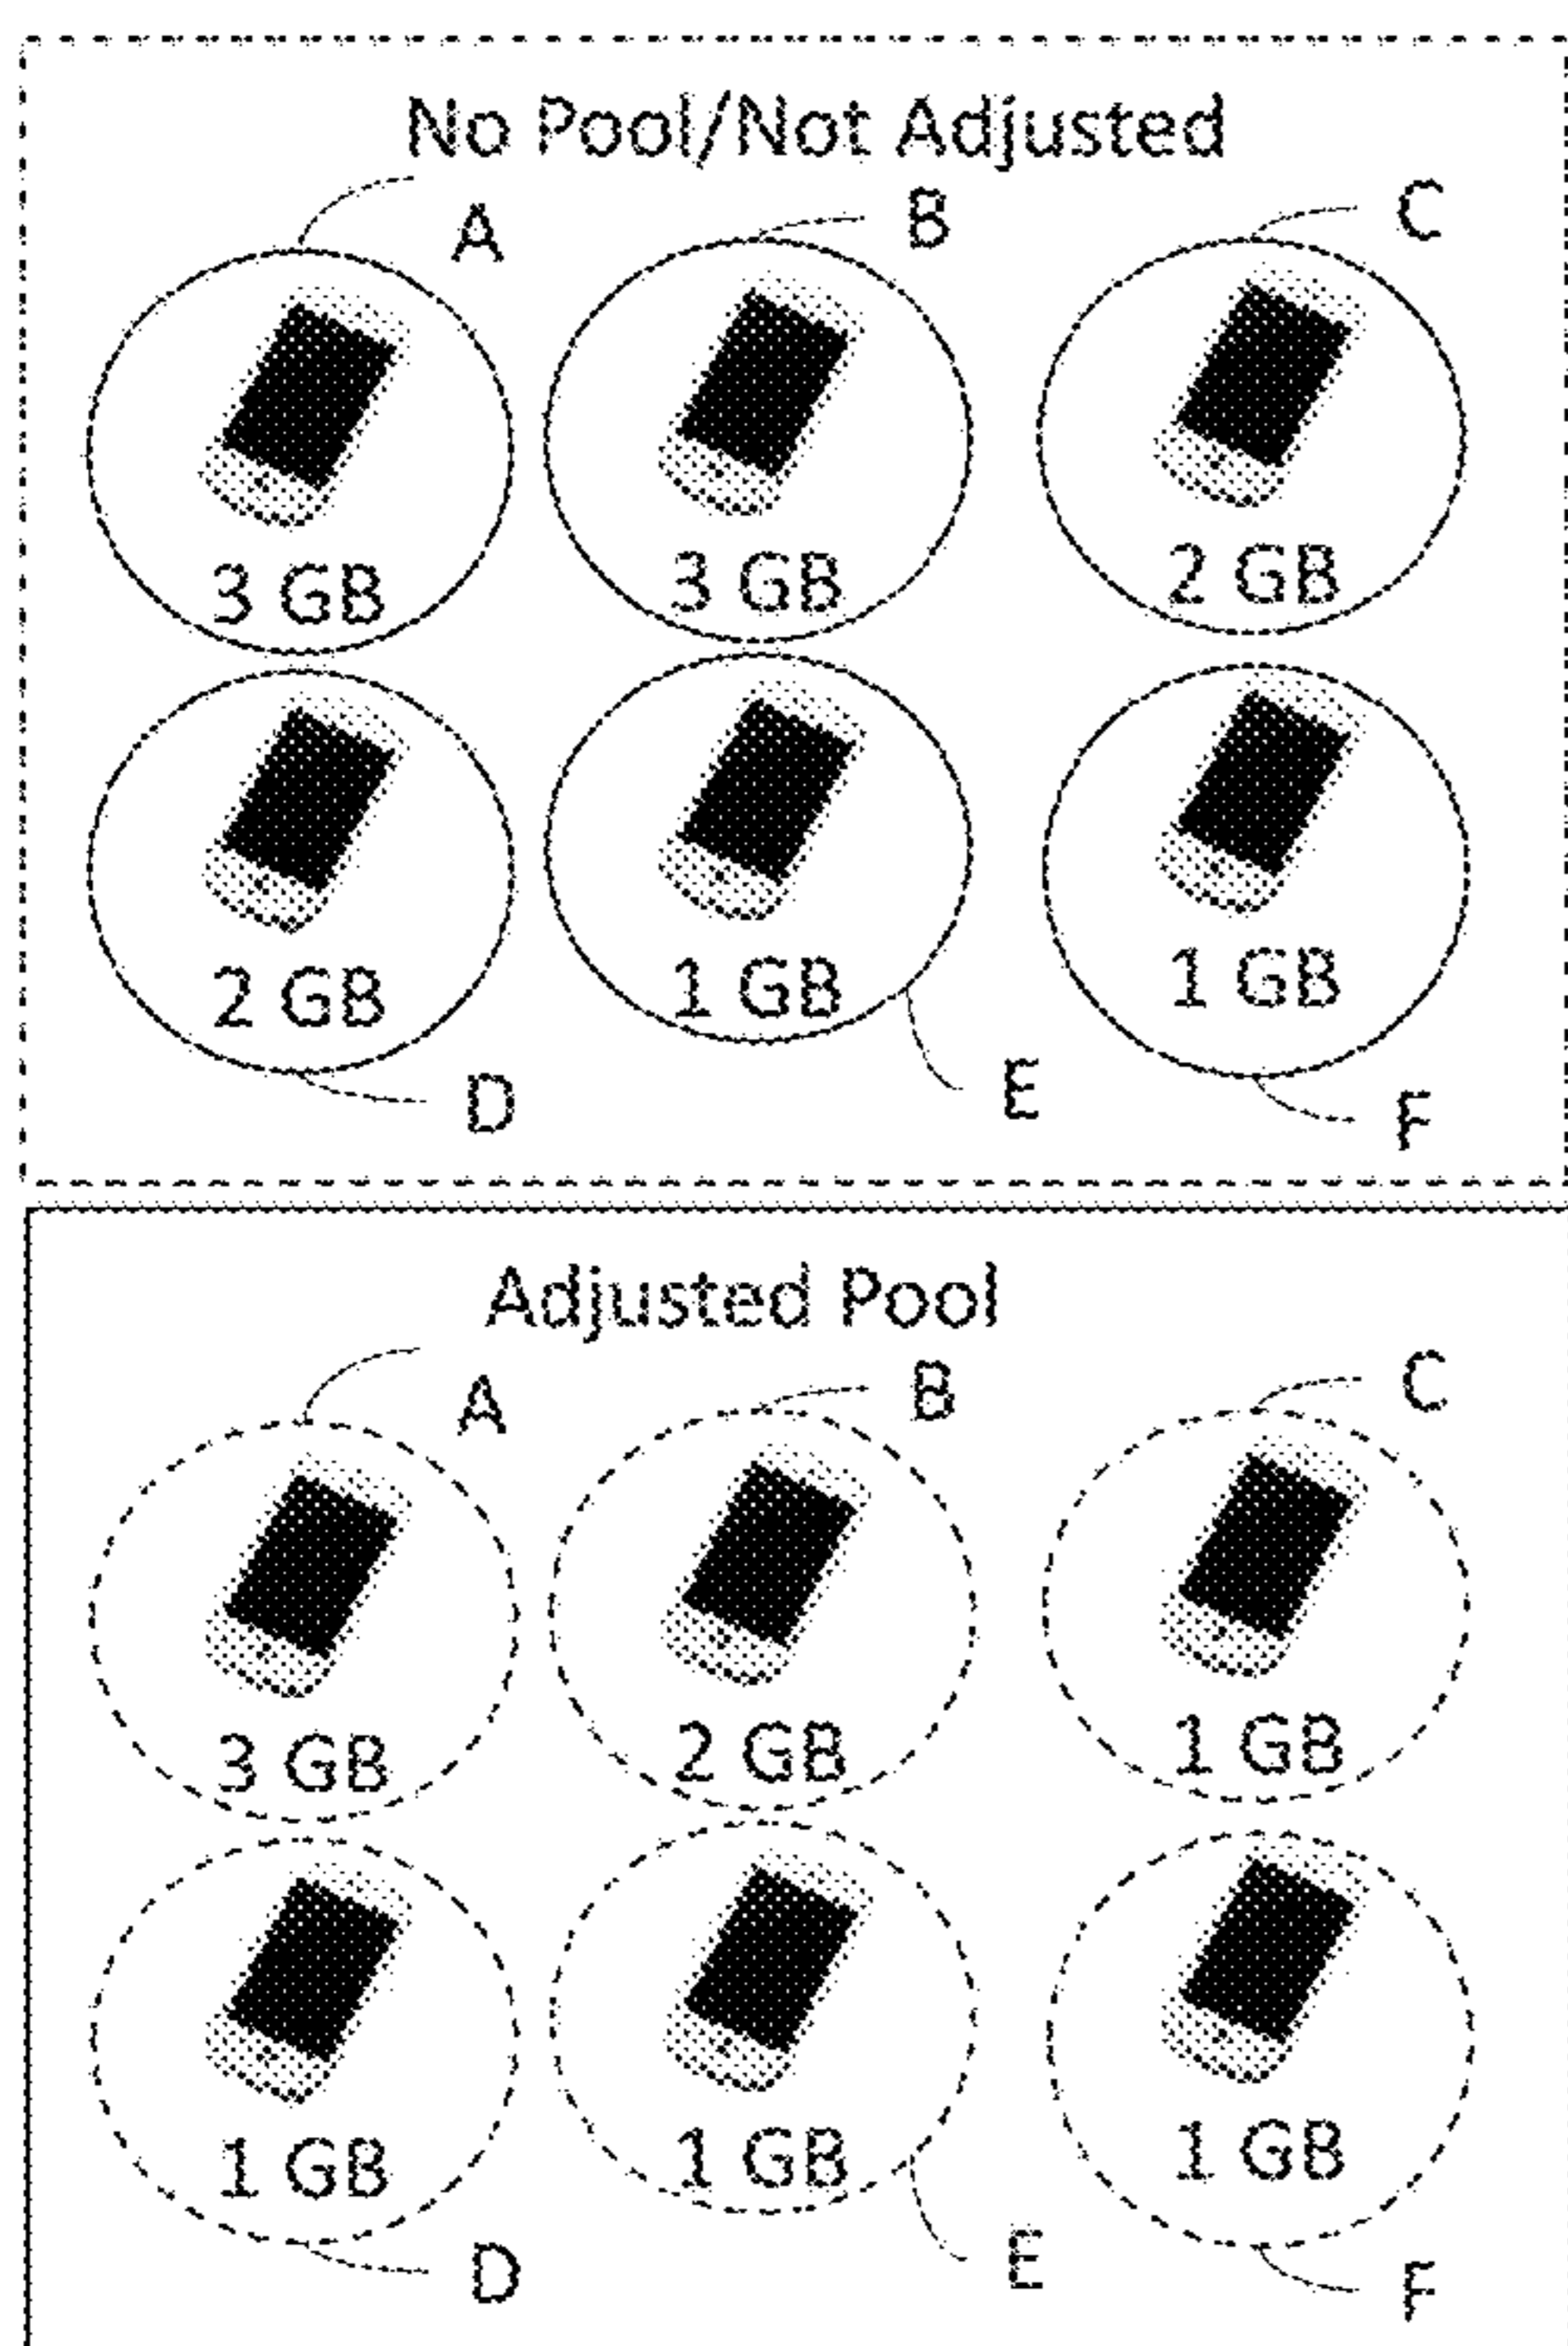 No Pool/Not Adjusted
A B C
3 GB 3 GB 2 GB
2 GB 1 GB 1 GB
D E F
Adjusted Pool
A B C
3 GB 2 GB 1 GB
1 GB 1 GB 1 GB
D E F